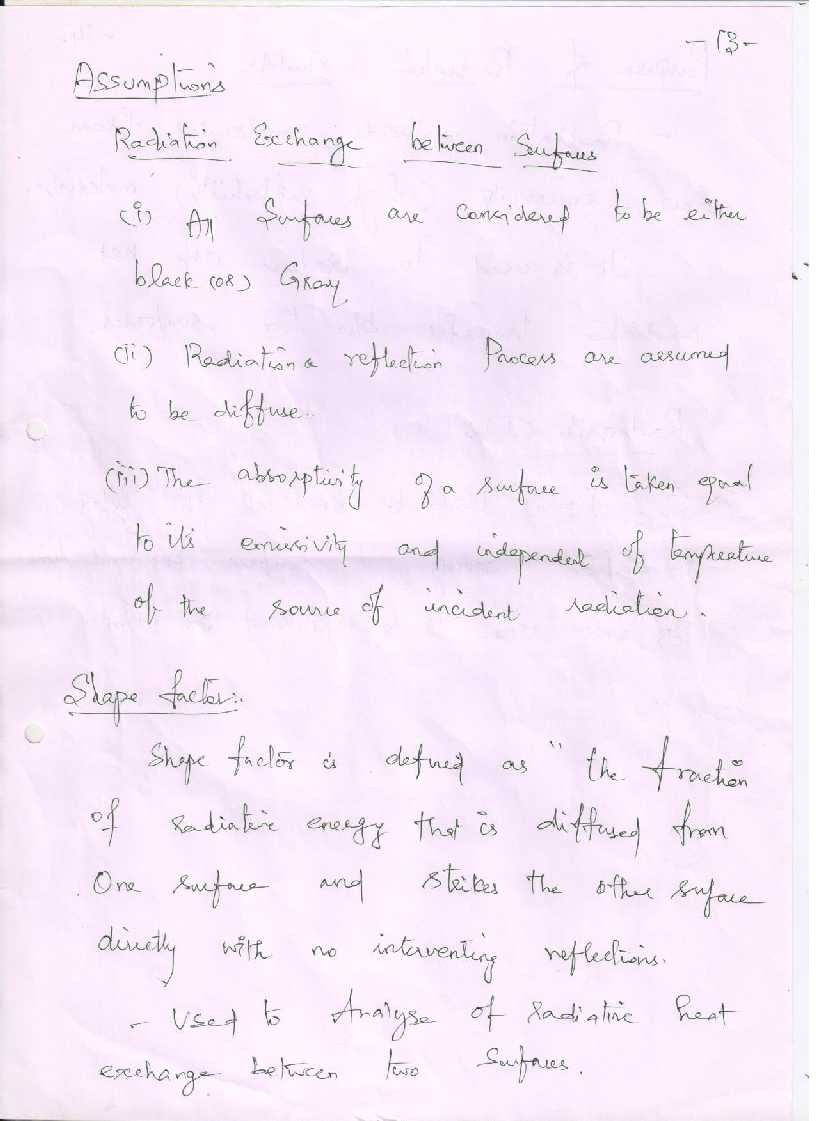 -13-
Assumptions
Radiation Exchange between Surfaces
(i) All Surfaces are considered to be either
black (or) Gray
(ii) Radiation & reflection Process are assumed
to be diffuse..
(iii) The absorptivity of a surface is taken equal
to its emissivity and independent of temperature
of the source of incident radiation.
Shape factor:.
Shape factor is defined as " the fraction
of radiative energy that is diffused from
One surface and strikes the other surface
directly with no intervening reflections.
- Used to Analyse of radiative heat
exchange between two Surfaces.